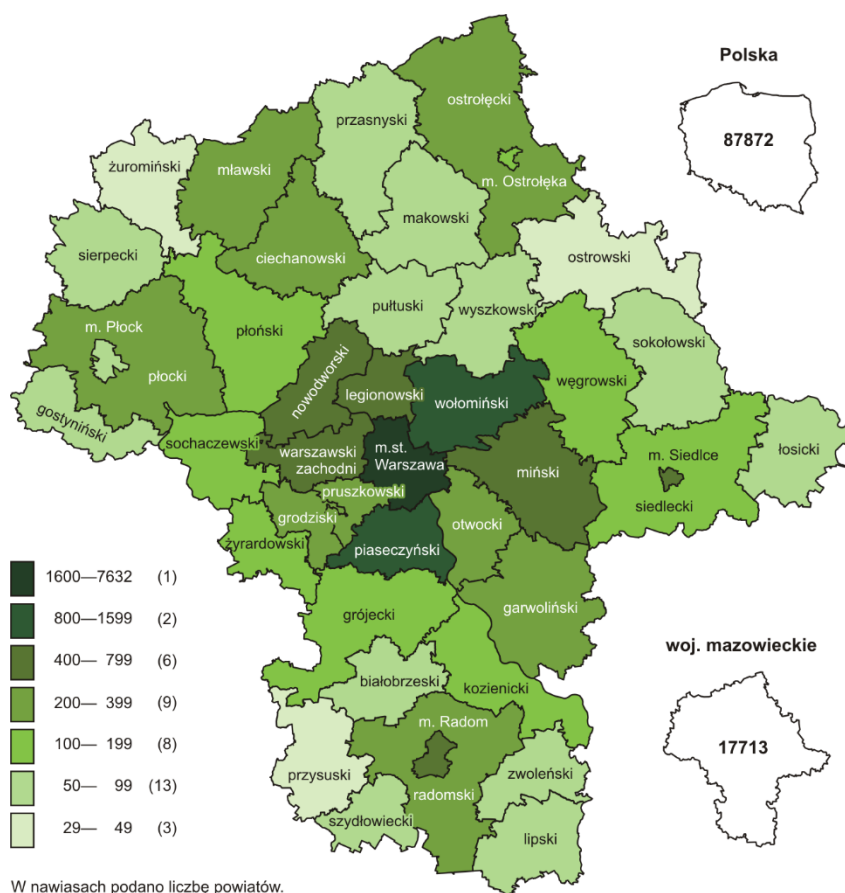 Polska
87872
ostrołęcki
przasnyski
żuromiński
mławski
m. Ostrołęka
makowski
sierpecki
ciechanowski
ostrowski
pułtuski
wyszkowski
m. Płock
płoński
sokołowski
płocki
nowodworski
legionowski
wołomiński
węgrowski
gostyniński
sochaczewski
warszawski
zachodni
m.st.
Warszawa
miński
m. Siedlce
łosicki
siedlecki
pruszkowski
grodziski
otwocki
żyrardowski
piaseczyński
garwoliński
grójecki
białobrzeski
kozienicki
m. Radom
przysuski
radomski
zwoleński
szydłowiecki
lipski
woj. mazowieckie
17713
1600—7632 (1)
800—1599 (2)
400— 799 (6)
200— 399 (9)
100— 199 (8)
50— 99 (13)
29— 49 (3)
W nawiasach podano liczbę powiatów.